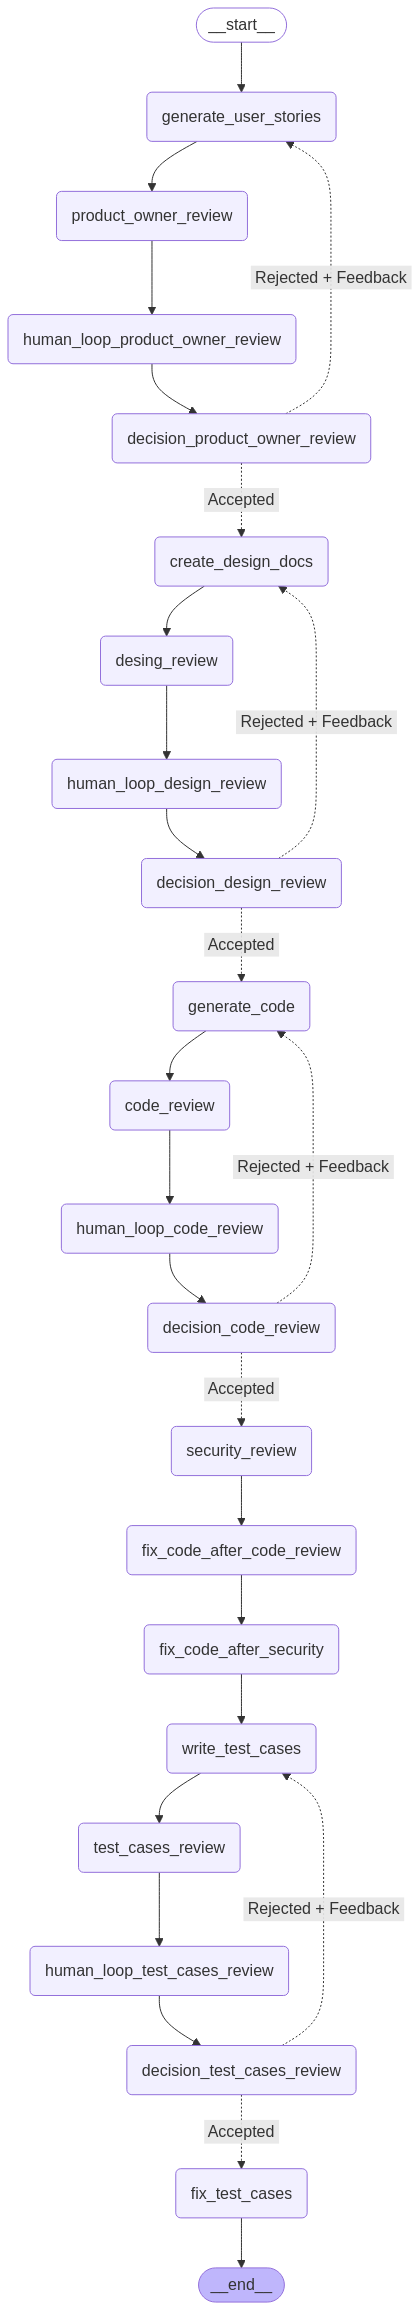 __start__
generate_user_stories
product_owner_review
Rejected + Feedback
human_loop_product_owner_review
decision_product_owner_review
Accepted
create_design_docs
desing_review
Rejected + Feedback
human_loop_design_review
decision_design_review
Accepted
generate_code
code_review
Rejected + Feedback
human_loop_code_review
decision_code_review
Accepted
security_review
fix_code_after_code_review
fix_code_after_security
write_test_cases
test_cases_review
Rejected + Feedback
human_loop_test_cases_review
decision_test_cases_review
Accepted
fix_test_cases
__end__